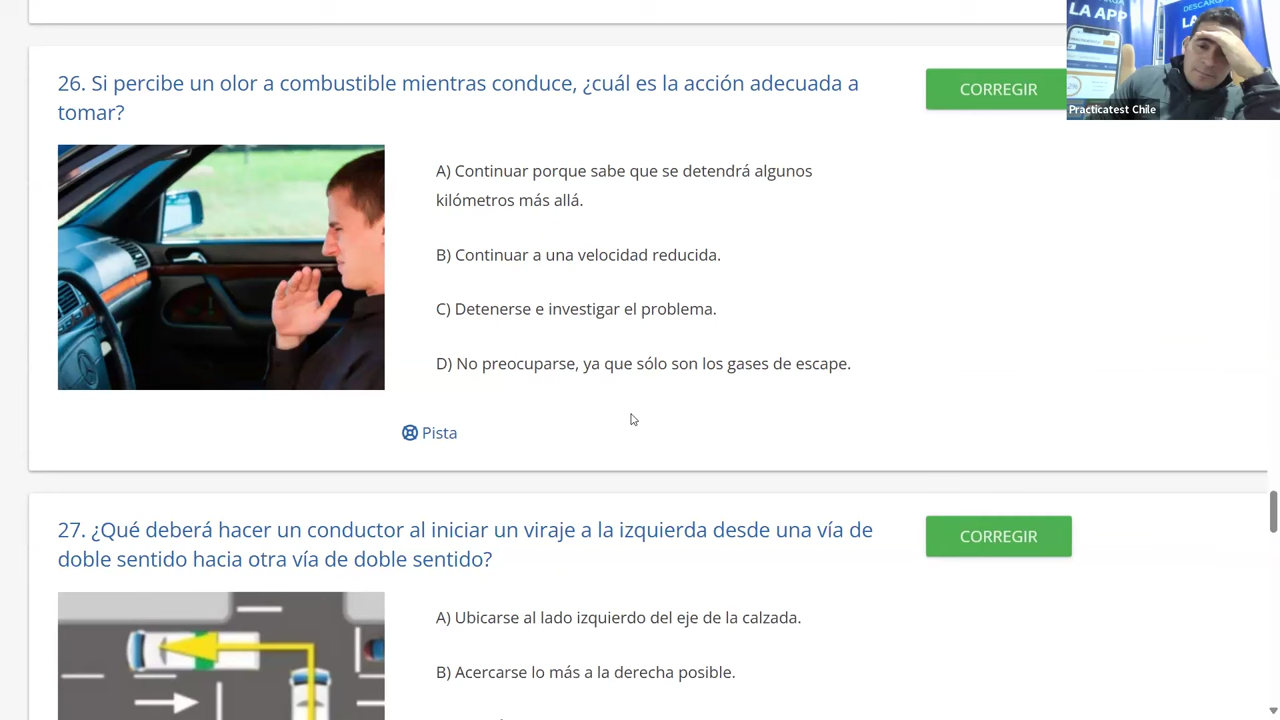 DESCARGA
LA APP
26. Si percibe un olor a combustible mientras conduce, ¿cuál es la acción adecuada a
tomar?
CORREGIR
Practicatest Chile
A) Continuar porque sabe que se detendrá algunos
kilómetros más allá.
B) Continuar a una velocidad reducida.
C) Detenerse e investigar el problema.
D) No preocuparse, ya que sólo son los gases de escape.
Pista
27. ¿Qué deberá hacer un conductor al iniciar un viraje a la izquierda desde una vía de
doble sentido hacia otra vía de doble sentido?
CORREGIR
A) Ubicarse al lado izquierdo del eje de la calzada.
B) Acercarse lo más a la derecha posible.